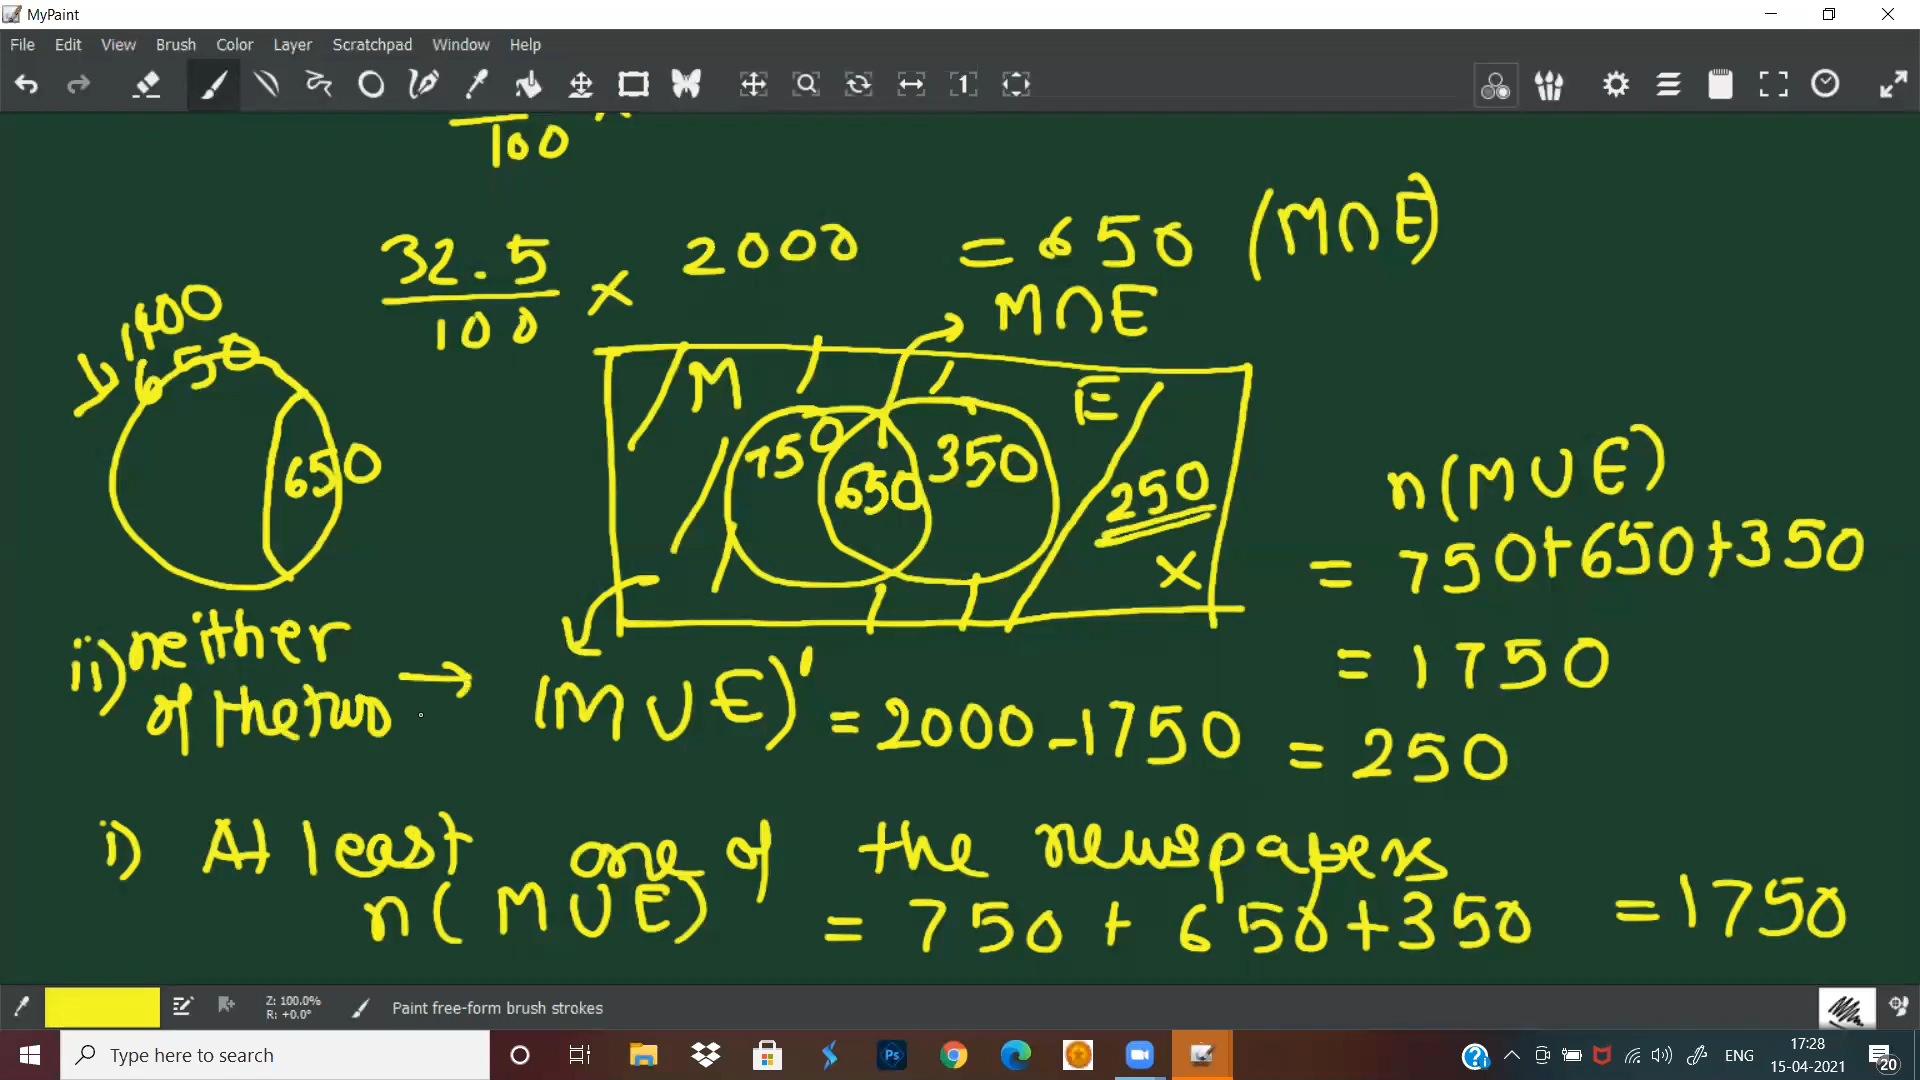 MyPaint
File Edit View Brush Color Layer Scratchpad Window Help
100
32.5/100 × 2000 = 650 (M∩E)
M∩E
1400
650
650
M
E
750
650
350
250
X
n(M∪E)
= 750+650+350
= 1750
ii) neither of the two → (M∪E)' = 2000-1750 = 250
i) At least one of the newspapers
n(M∪E) = 750 + 650+350 = 1750
Z: 100.0%
R: +0.0°
Paint free-form brush strokes
Type here to search
Ps
ENG
17:28
15-04-2021
20